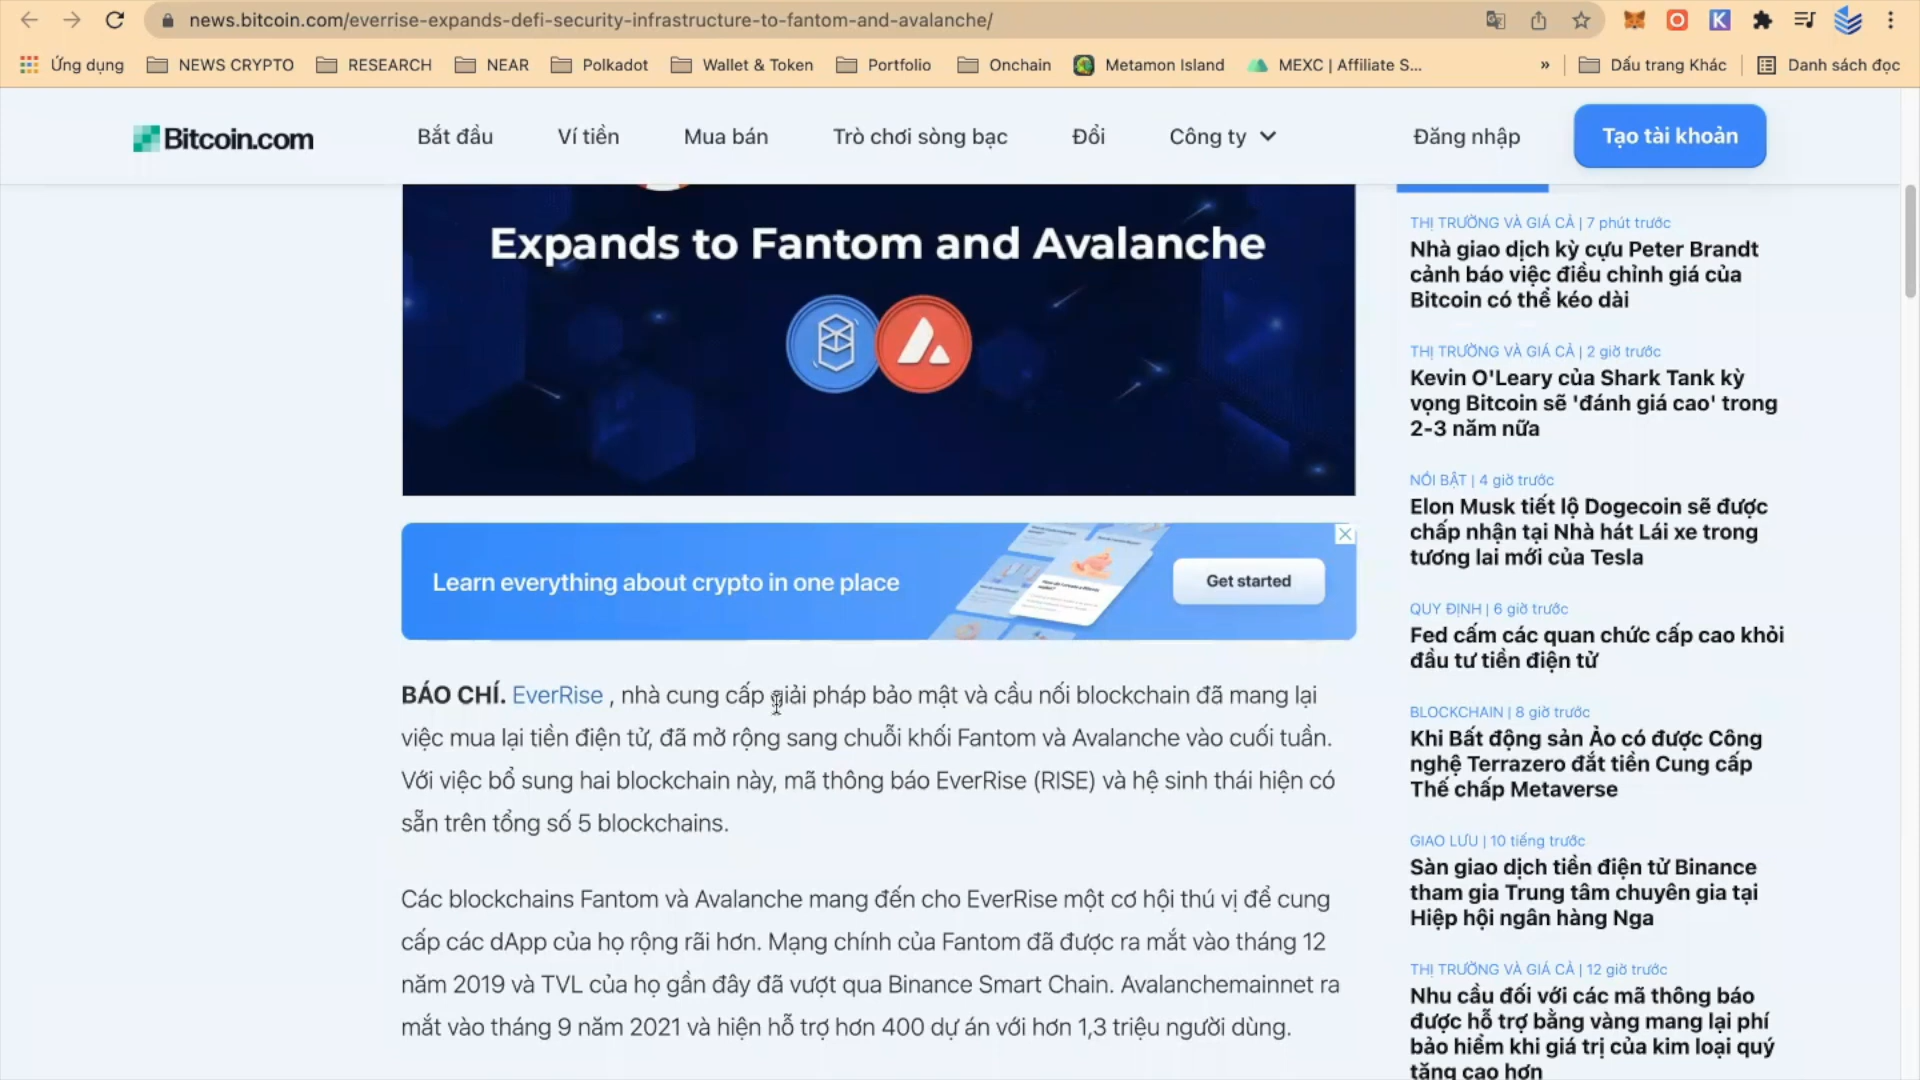 news.bitcoin.com/everrise-expands-defi-security-infrastructure-to-fantom-and-avalanche/
Ứng dụng NEWS CRYPTO RESEARCH NEAR Polkadot Wallet & Token Portfolio Onchain Metamon Island MEXC | Affiliate S... » Dấu trang Khác Danh sách đọc
Bitcoin.com Bắt đầu Ví tiền Mua bán Trò chơi sòng bạc Đổi Công ty Đăng nhập Tạo tài khoản
Expands to Fantom and Avalanche
Learn everything about crypto in one place
Get started
BÁO CHÍ. EverRise , nhà cung cấp giải pháp bảo mật và cầu nối blockchain đã mang lại
việc mua lại tiền điện tử, đã mở rộng sang chuỗi khối Fantom và Avalanche vào cuối tuần.
Với việc bổ sung hai blockchain này, mã thông báo EverRise (RISE) và hệ sinh thái hiện có
sẵn trên tổng số 5 blockchains.
Các blockchains Fantom và Avalanche mang đến cho EverRise một cơ hội thú vị để cung
cấp các dApp của họ rộng rãi hơn. Mạng chính của Fantom đã được ra mắt vào tháng 12
năm 2019 và TVL của họ gần đây đã vượt qua Binance Smart Chain. Avalanchemainnet ra
mắt vào tháng 9 năm 2021 và hiện hỗ trợ hơn 400 dự án với hơn 1,3 triệu người dùng.
THỊ TRƯỜNG VÀ GIÁ CẢ | 7 phút trước
Nhà giao dịch kỳ cựu Peter Brandt
cảnh báo việc điều chỉnh giá của
Bitcoin có thể kéo dài
THỊ TRƯỜNG VÀ GIÁ CẢ | 2 giờ trước
Kevin O'Leary của Shark Tank kỳ
vọng Bitcoin sẽ 'đánh giá cao' trong
2-3 năm nữa
NỔI BẬT | 4 giờ trước
Elon Musk tiết lộ Dogecoin sẽ được
chấp nhận tại Nhà hát Lái xe trong
tương lai mới của Tesla
QUY ĐỊNH | 6 giờ trước
Fed cấm các quan chức cấp cao khỏi
đầu tư tiền điện tử
BLOCKCHAIN | 8 giờ trước
Khi Bất động sản Ảo có được Công
nghệ Terrazero đắt tiền Cung cấp
Thế chấp Metaverse
GIAO LƯU | 10 tiếng trước
Sàn giao dịch tiền điện tử Binance
tham gia Trung tâm chuyên gia tại
Hiệp hội ngân hàng Nga
THỊ TRƯỜNG VÀ GIÁ CẢ | 12 giờ trước
Nhu cầu đối với các mã thông báo
được hỗ trợ bằng vàng mang lại phí
bảo hiểm khi giá trị của kim loại quý
tăng cao hơn